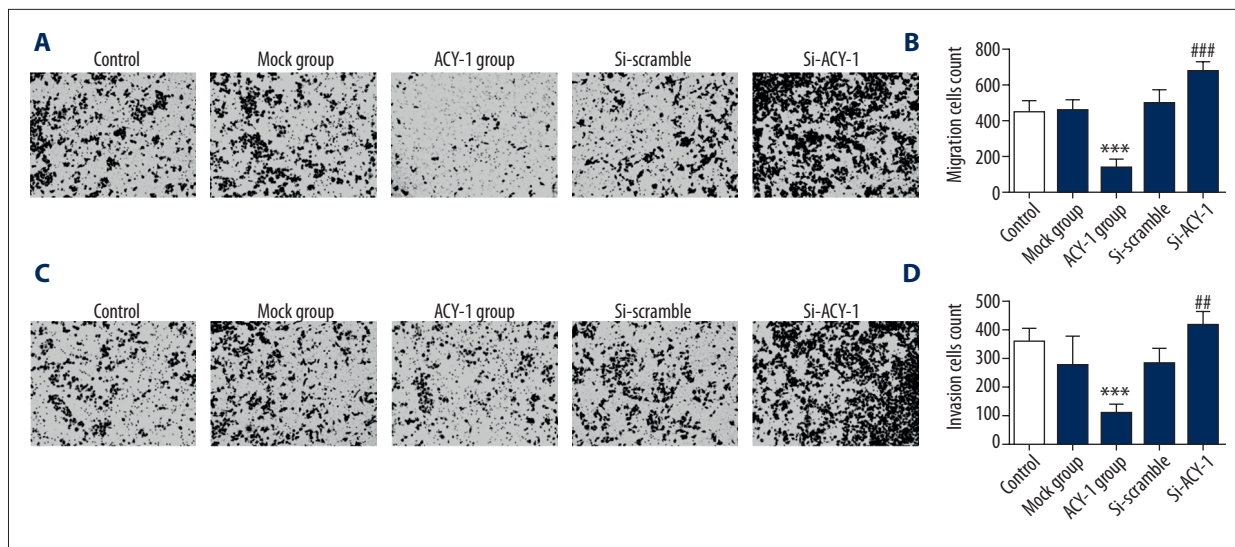 A
Control
Mock group
ACY-1 group
Si-scramble
Si-ACY-1
B
Migration cells count
800
600
400
200
0
***
###
Control
Mock group
ACY-1 group
Si-scramble
Si-ACY-1
C
Control
Mock group
ACY-1 group
Si-scramble
Si-ACY-1
D
Invasion cells count
500
400
300
200
100
0
***
##
Control
Mock group
ACY-1 group
Si-scramble
Si-ACY-1